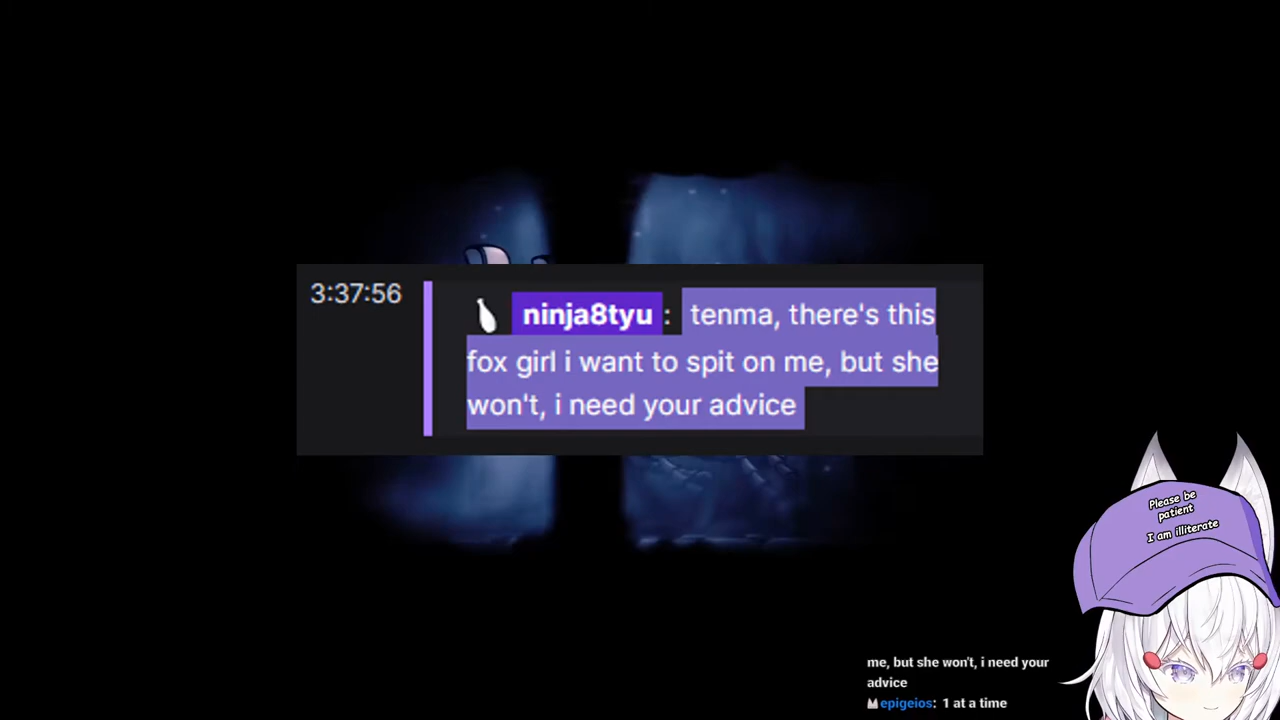 3:37:56
ninja8tyu : tenma, there's this
fox girl i want to spit on me, but she
won't, i need your advice
Please be
patient
I am illiterate
me, but she won't, i need your
advice
epigeios: 1 at a time